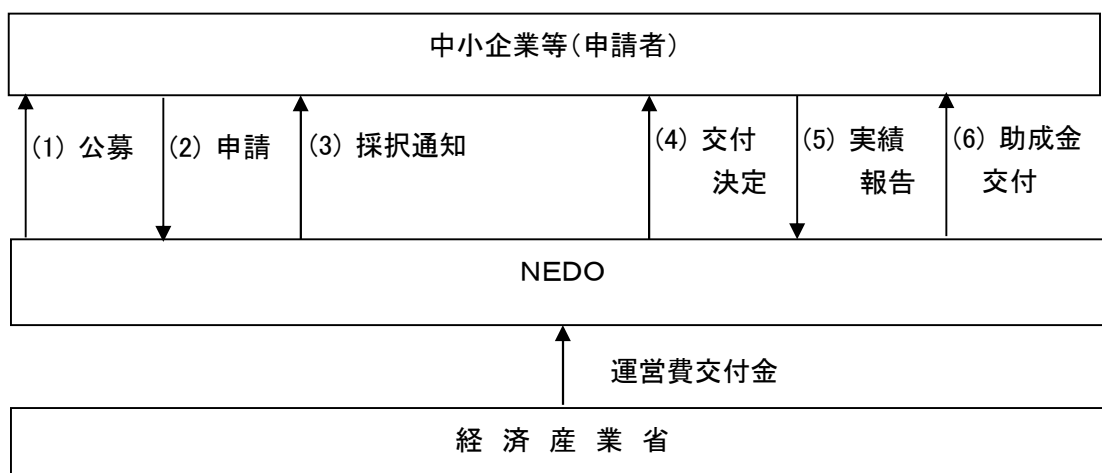 中小企業等(申請者)
(1) 公募
(2) 申請
(3) 採択通知
(4) 交付
決定
(5) 実績
報告
(6) 助成金
交付
NEDO
運営費交付金
経 済 産 業 省